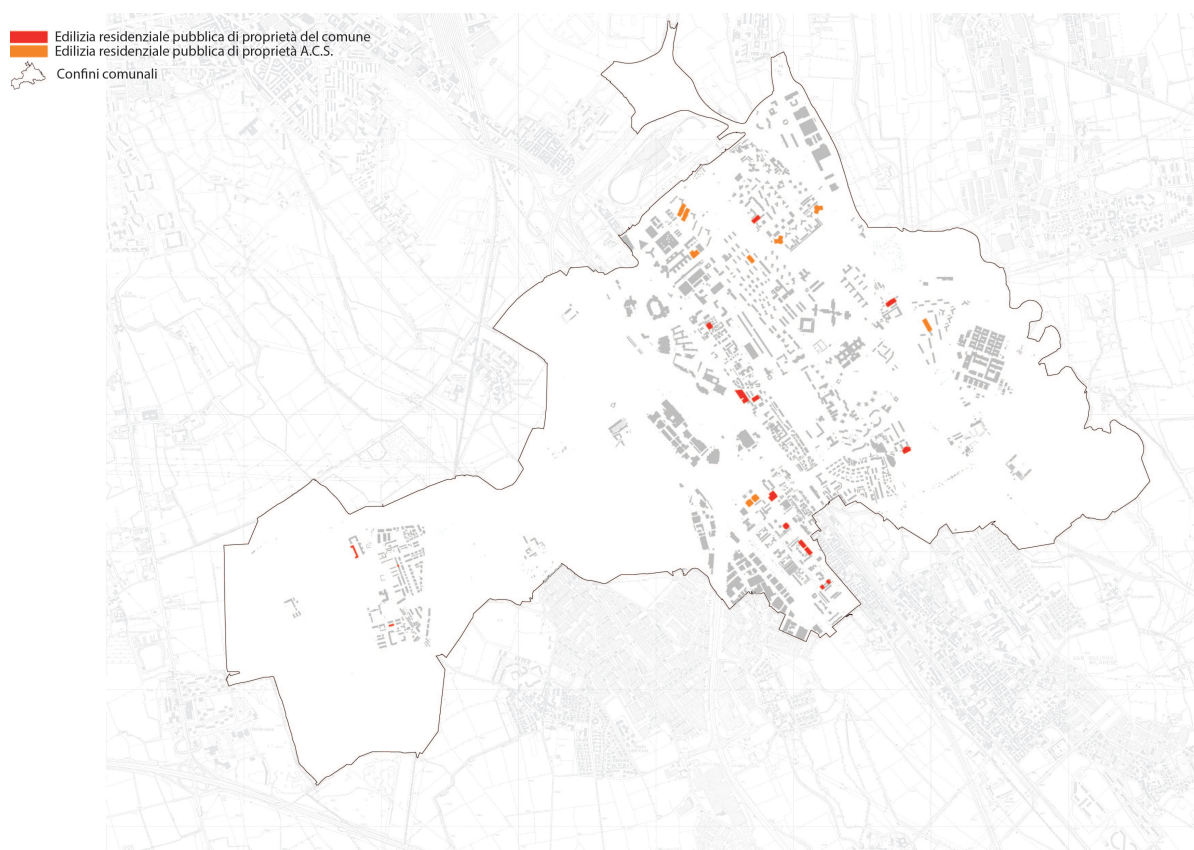 Edilizia residenziale pubblica di proprietà del comune
Edilizia residenziale pubblica di proprietà A.C.S.
Confini comunali